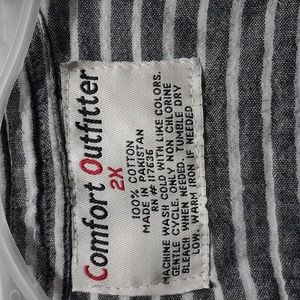 Comfort Outfitter
2X
100% COTTON
MADE IN PAKISTAN
RN# 117636
MACHINE WASH COLD WITH LIKE COLORS.
GENTLE CYCLE. ONLY NON CHLORINE
BLEACH WHEN NEEDED. TUMBLE DRY
LOW. WARM IRON IF NEEDED